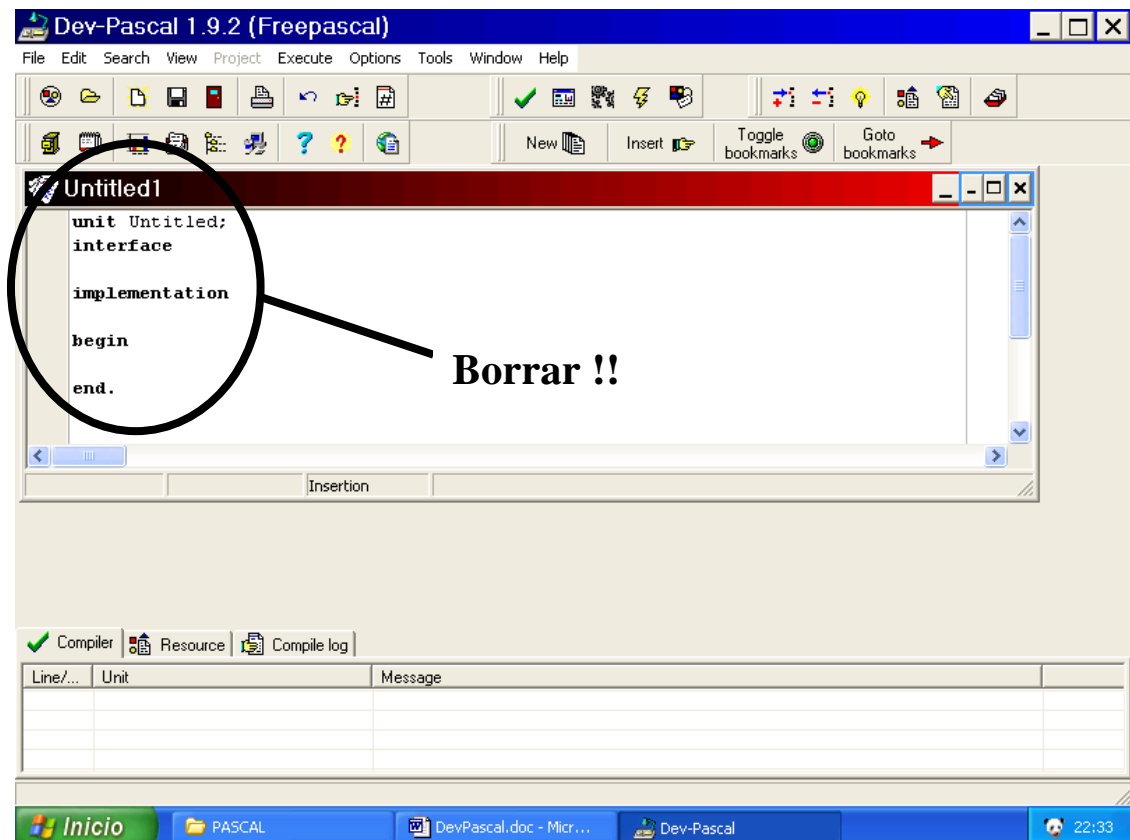 Dev-Pascal 1.9.2 (Freepascal)
File Edit Search View Project Execute Options Tools Window Help
New Insert Toggle bookmarks Goto bookmarks
Untitled1
unit Untitled;
interface
implementation
begin
Borrar !!
end.
Insertion
Compiler Resource Compile log
Line/... Unit Message
Inicio PASCAL DevPascal.doc - Micr... Dev-Pascal 22:33